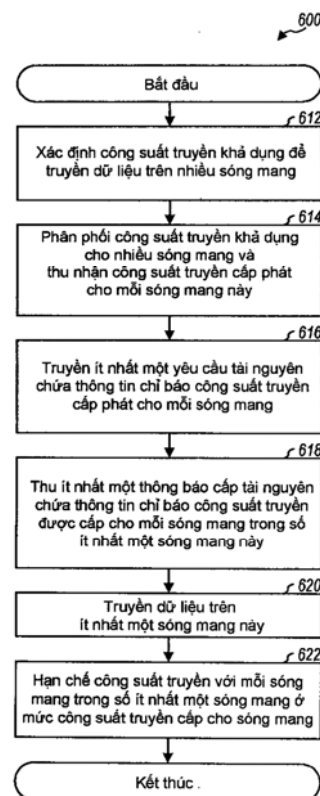 600
Bắt đầu
612
Xác định công suất truyền khả dụng để
truyền dữ liệu trên nhiều sóng mang
614
Phân phối công suất truyền khả dụng
cho nhiều sóng mang và
thu nhận công suất truyền cấp phát
cho mỗi sóng mang này
616
Truyền ít nhất một yêu cầu tài nguyên
chứa thông tin chỉ báo công suất truyền
cấp phát cho mỗi sóng mang
618
Thu ít nhất một thông báo cấp tài nguyên
chứa thông tin chỉ báo công suất truyền
được cấp cho mỗi sóng mang trong số
ít nhất một sóng mang này
620
Truyền dữ liệu trên
ít nhất một sóng mang này
622
Hạn chế công suất truyền với mỗi sóng
mang trong số ít nhất một sóng mang ở
mức công suất truyền cấp cho sóng mang
Kết thúc .